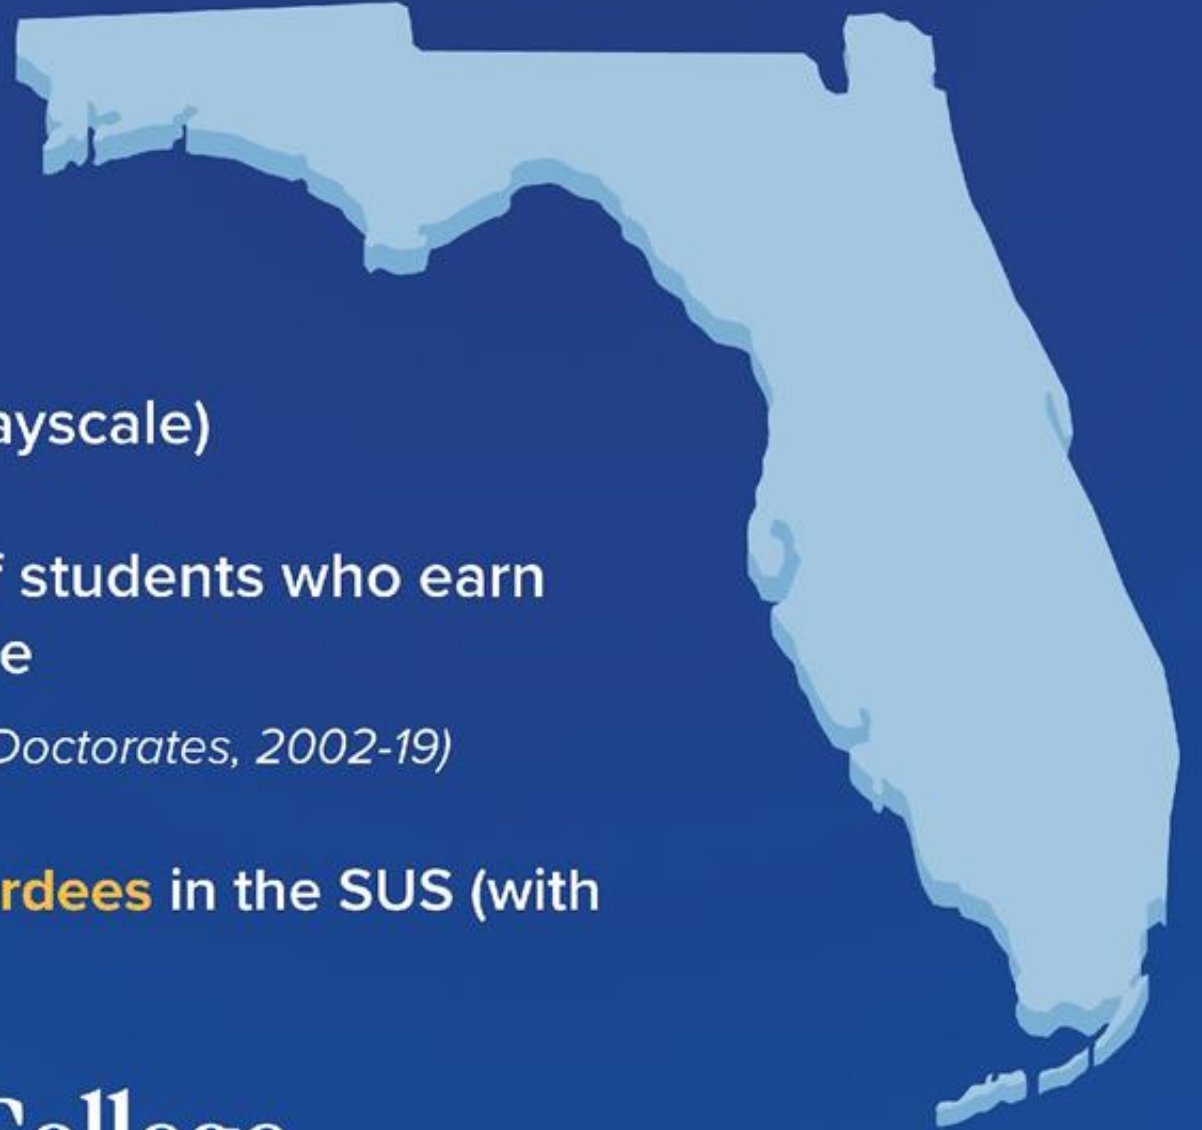 ayscale)
f students who earn
e
Doctorates, 2002-19)
rdees in the SUS (with
College